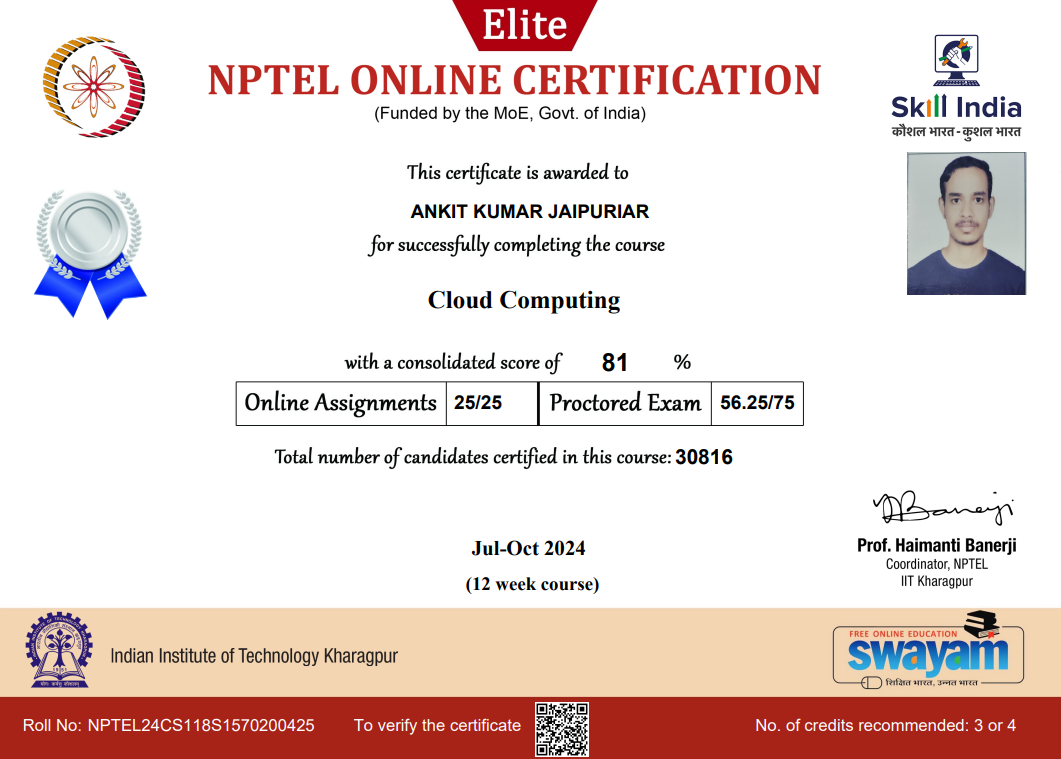 Elite
NPTEL ONLINE CERTIFICATION
(Funded by the MoE, Govt. of India)
Skill India
कौशल भारत - कुशल भारत
This certificate is awarded to
ANKIT KUMAR JAIPURIAR
for successfully completing the course
Cloud Computing
with a consolidated score of 81 %
Online Assignments 25/25 Proctored Exam 56.25/75
Total number of candidates certified in this course: 30816
Jul-Oct 2024
(12 week course)
Prof. Haimanti Banerji
Coordinator, NPTEL
IIT Kharagpur
Indian Institute of Technology Kharagpur
FREE ONLINE EDUCATION
swayam
शिक्षित भारत, उन्नत भारत
Roll No: NPTEL24CS118S1570200425 To verify the certificate No. of credits recommended: 3 or 4